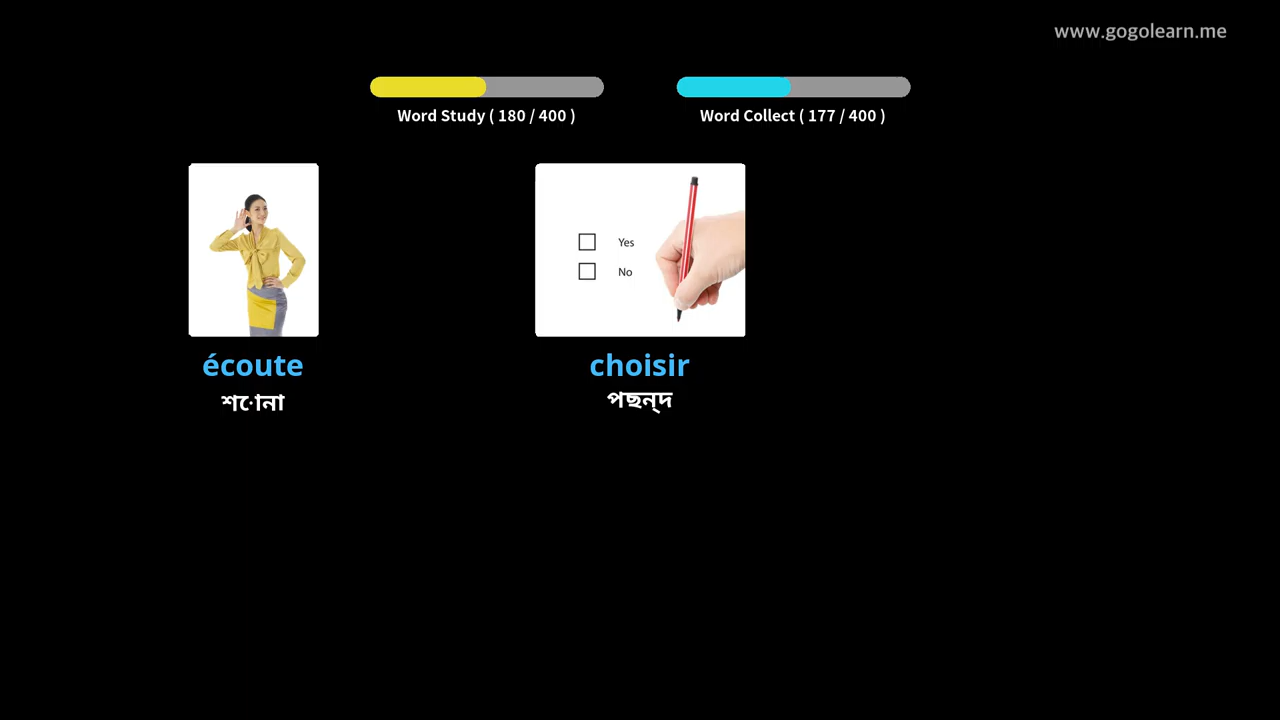 www.gogolearn.me
Word Study ( 180 / 400 )
Word Collect ( 177 / 400 )
Yes
No
écoute
choisir
শোনা
পছন্দ